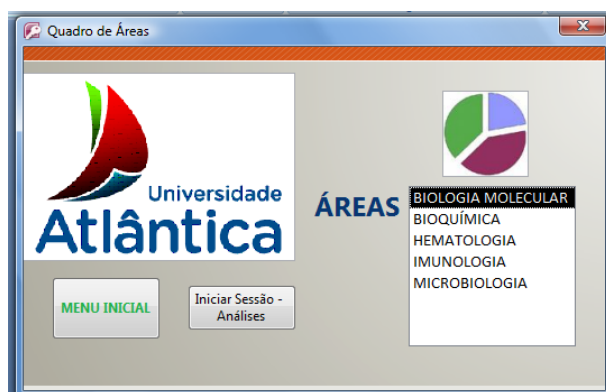 Quadro de Áreas
Universidade
Atlântica
ÁREAS
BIOLOGIA MOLECULAR
BIOQUÍMICA
HEMATOLOGIA
IMUNOLOGIA
MICROBIOLOGIA
MENU INICIAL
Iniciar Sessão -
Análises